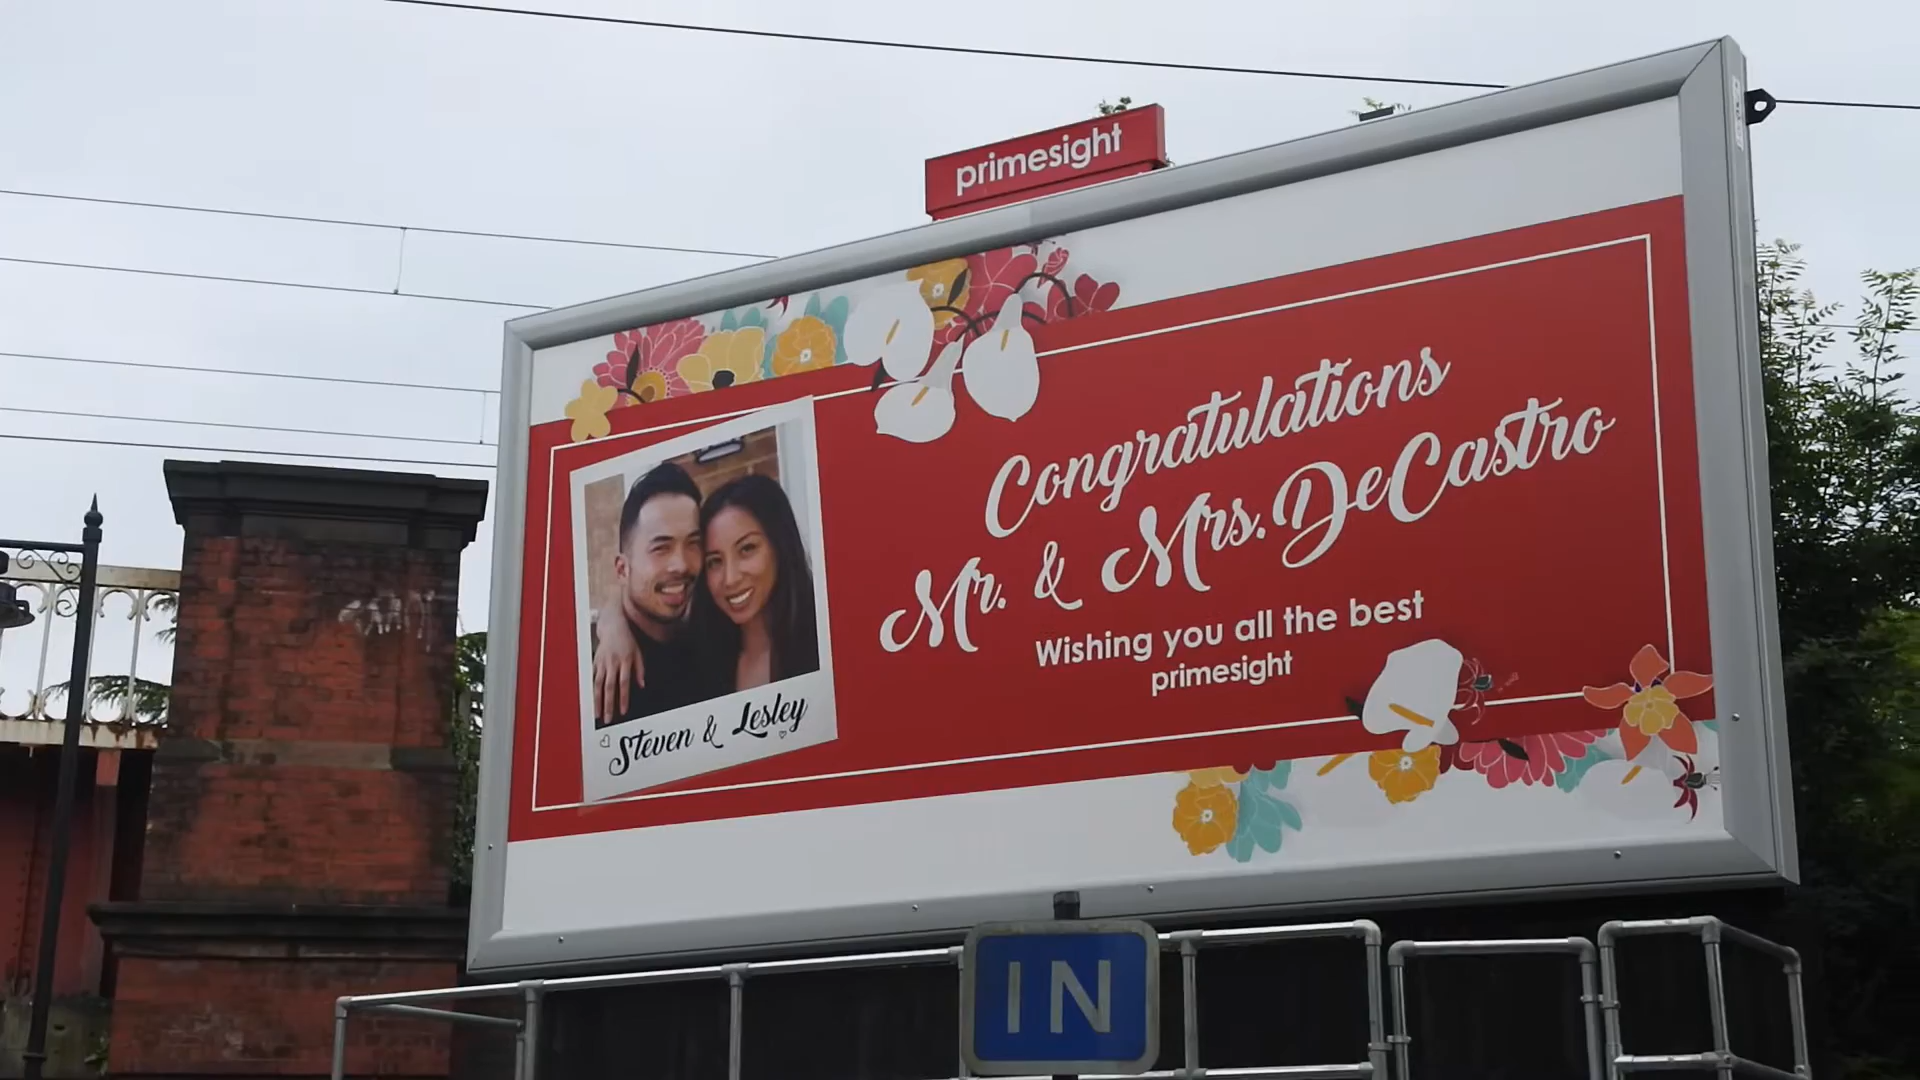 primesight
Congratulations
Mr. & Mrs. DeCastro
Wishing you all the best
primesight
Steven & Lesley
IN